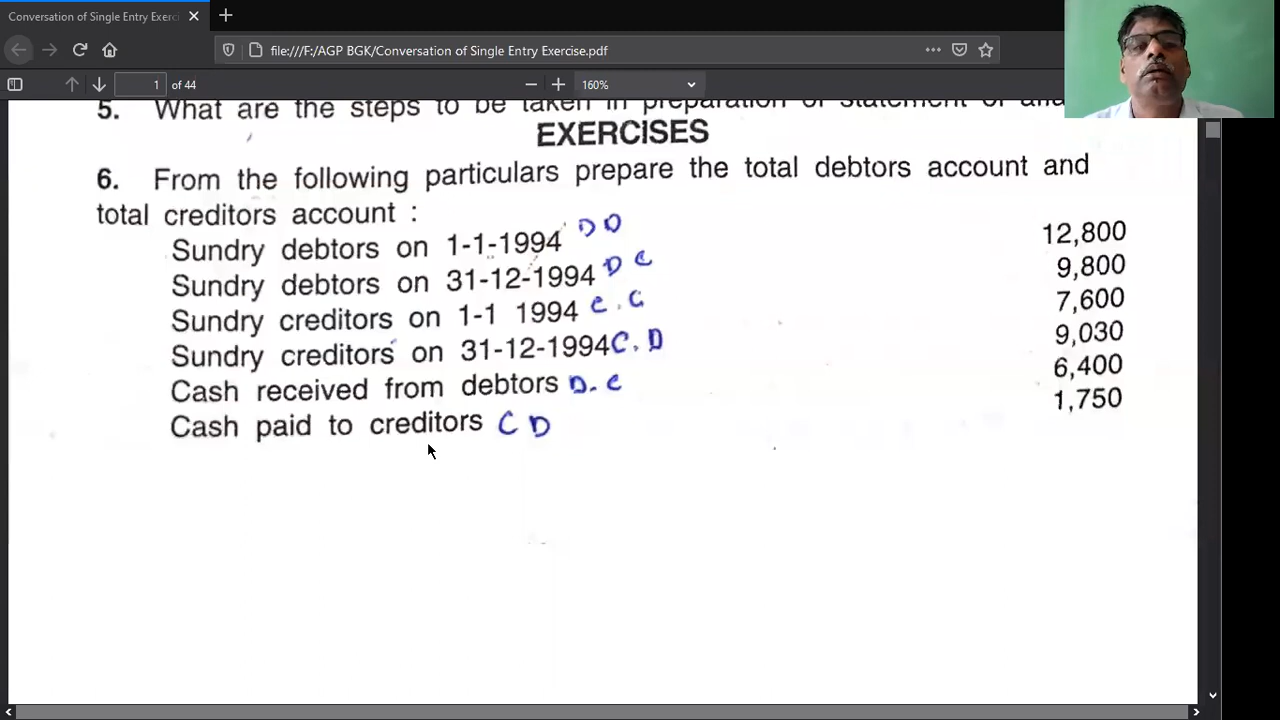 Conversation of Single Entry Exerci
file:///F:/AGP BGK/Conversation of Single Entry Exercise.pdf
1 of 44
160%
5. What are the steps to be taken in preparation of statement of
EXERCISES
6. From the following particulars prepare the total debtors account and
total creditors account :
Sundry debtors on 1-1-1994 D D 12,800
Sundry debtors on 31-12-1994 D C 9,800
Sundry creditors on 1-1 1994 C . C 7,600
Sundry creditors on 31-12-1994 C. D 9,030
Cash received from debtors D. C 6,400
Cash paid to creditors C D 1,750